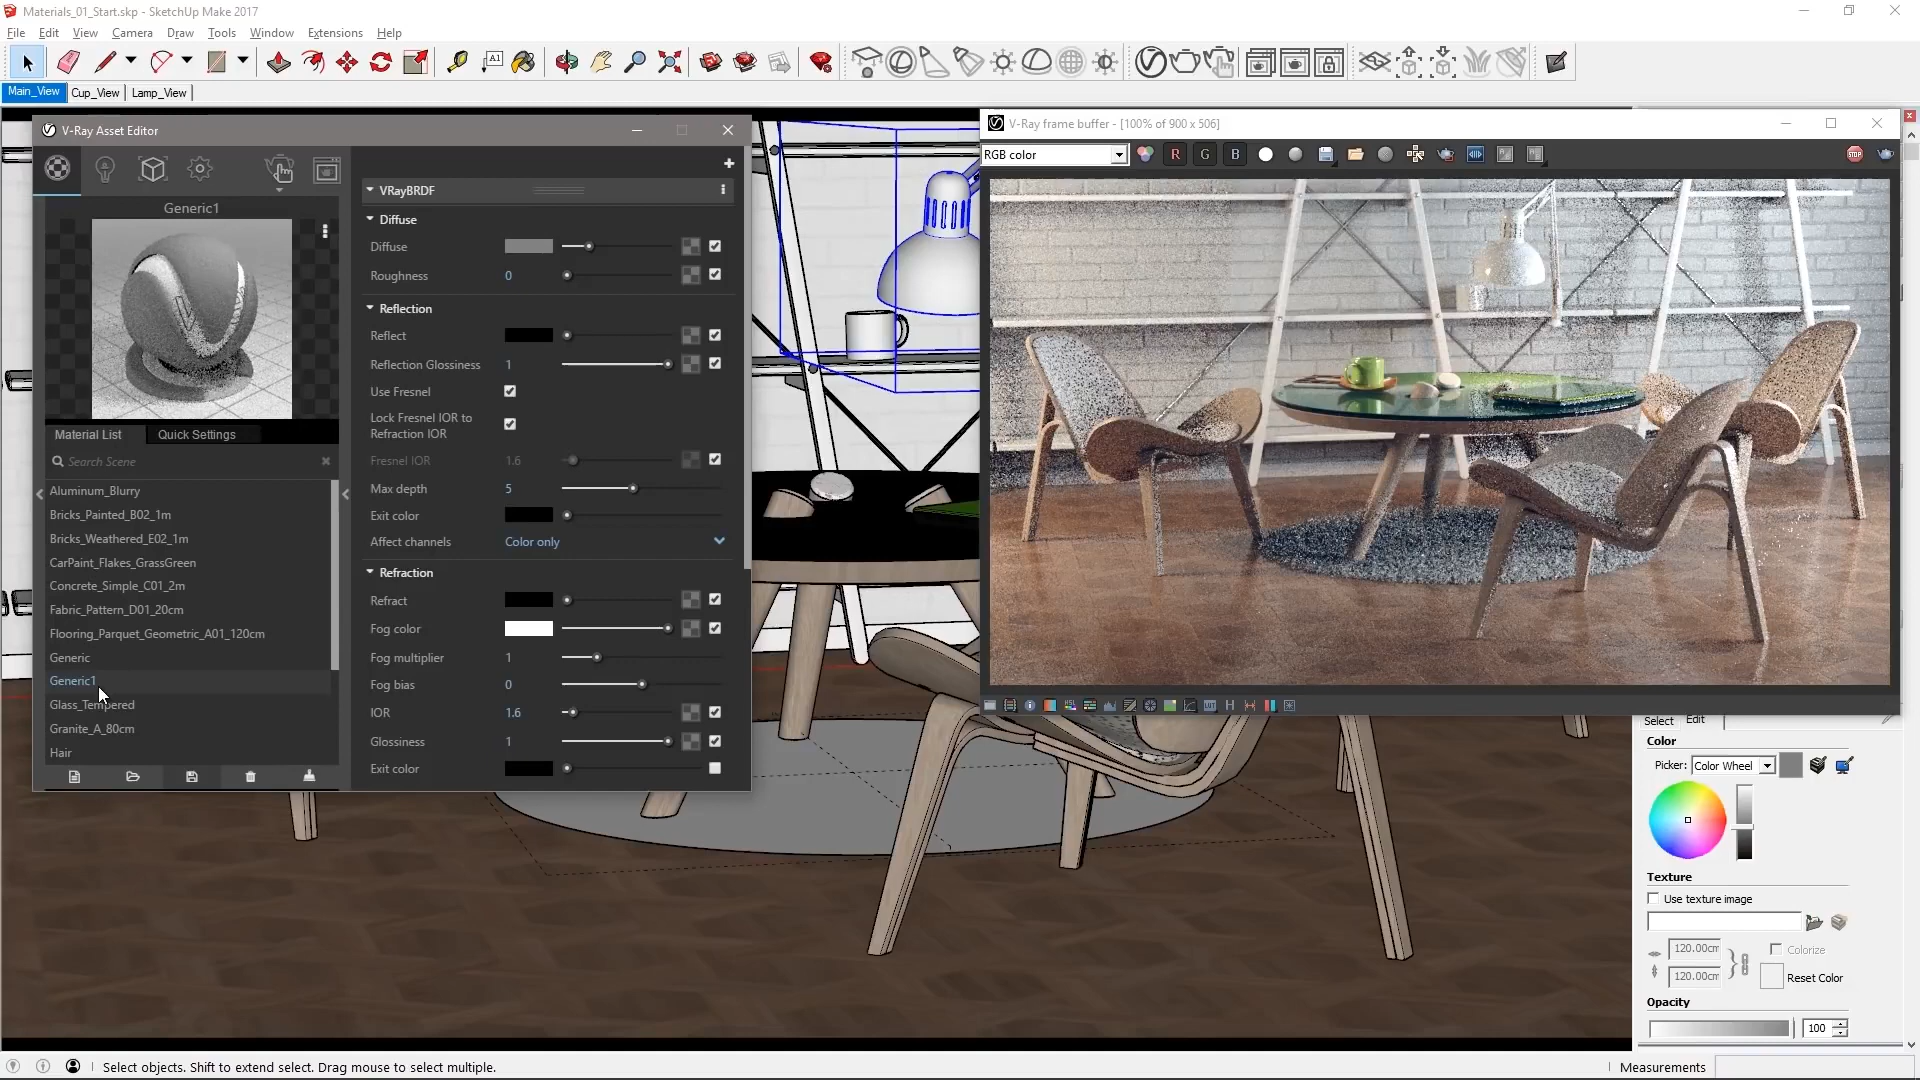 Materials_01_Start.skp - SketchUp Make 2017
File Edit View Camera Draw Tools Window Extensions Help
A1
Main_View Cup_View Lamp_View
V-Ray Asset Editor
Generic1
Material List Quick Settings
Search Scene
Aluminum_Blurry
Bricks_Painted_B02_1m
Bricks_Weathered_E02_1m
CarPaint_Flakes_GrassGreen
Concrete_Simple_C01_2m
Fabric_Pattern_D01_20cm
Flooring_Parquet_Geometric_A01_120cm
Generic
Generic1
Glass_Tempered
Granite_A_80cm
Hair
VRayBRDF
Diffuse
Diffuse
Roughness 0
Reflection
Reflect
Reflection Glossiness 1
Use Fresnel
Lock Fresnel IOR to
Refraction IOR
Fresnel IOR 1.6
Max depth 5
Exit color
Affect channels Color only
Refraction
Refract
Fog color
Fog multiplier 1
Fog bias 0
IOR 1.6
Glossiness 1
Exit color
V-Ray frame buffer - [100% of 900 x 506]
RGB color R G B
STOP
H
Select Edit
Color
Picker: Color Wheel
Texture
Use texture image
120.00cm Colorize
120.00cm Reset Color
Opacity
100
Select objects. Shift to extend select. Drag mouse to select multiple.
Measurements